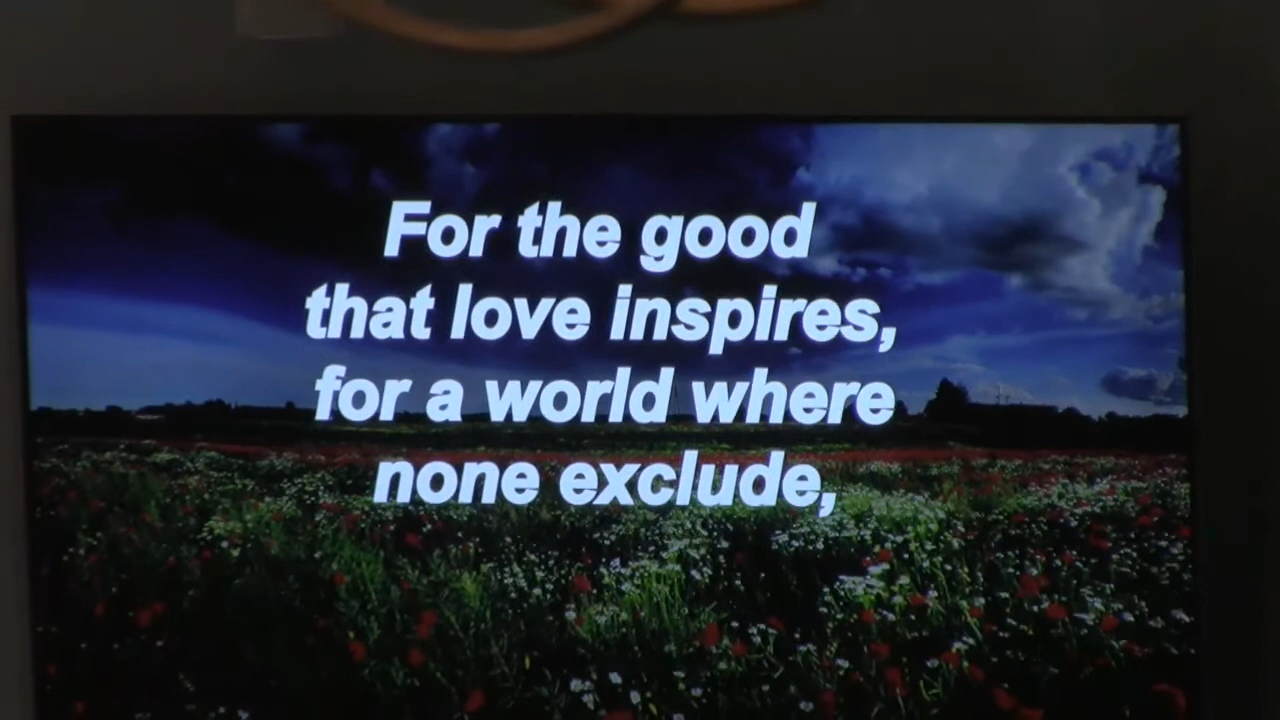 For the good
that love inspires,
for a world where
none exclude,